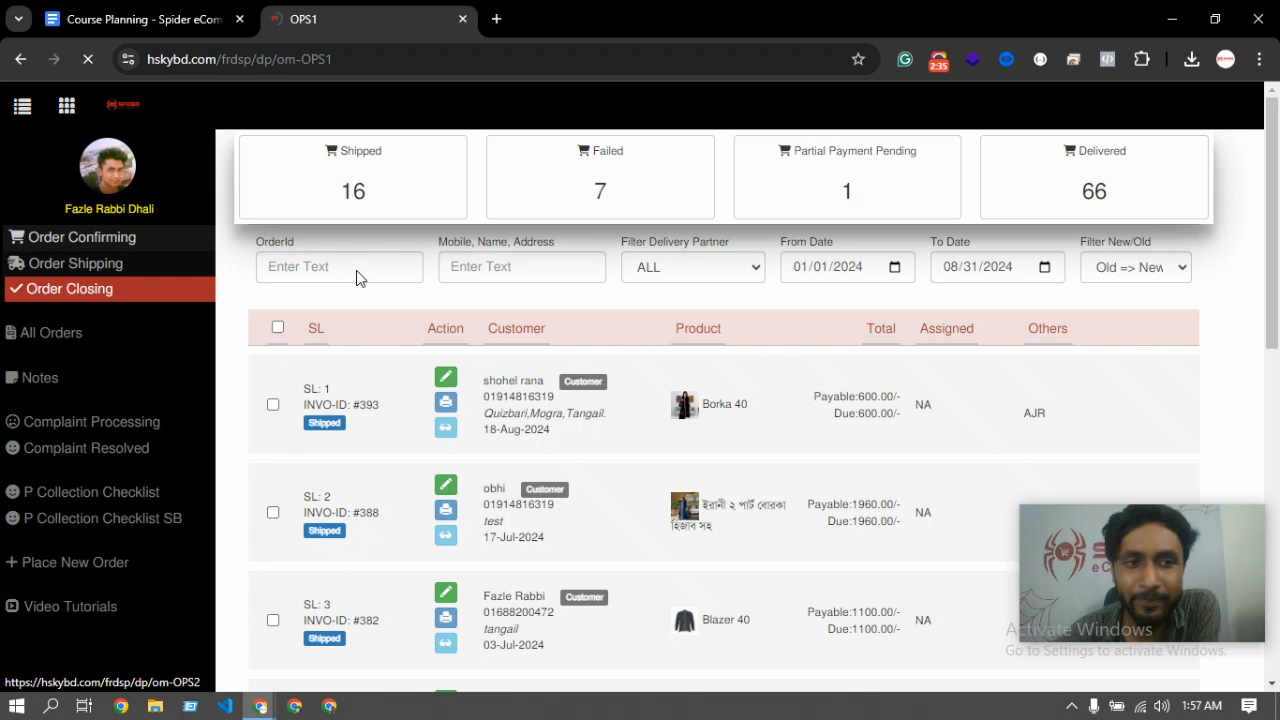 Course Planning - Spider eCom
OPS1
hskybd.com/frdsp/dp/om-OPS1
2:35
SPIDER
Fazle Rabbi Dhali
Order Confirming
Order Shipping
Order Closing
All Orders
Notes
Complaint Processing
Complaint Resolved
P Collection Checklist
P Collection Checklist SB
Place New Order
Video Tutorials
https://hskybd.com/frdsp/dp/om-OPS2
Shipped
16
Failed
7
Partial Payment Pending
1
Delivered
66
OrderId
Mobile, Name, Address
Filter Delivery Partner
From Date
To Date
Filter New/Old
Enter Text
Enter Text
ALL
01/01/2024
08/31/2024
Old => New
SL
Action
Customer
Product
Total
Assigned
Others
SL: 1
INVO-ID: #393
Shipped
shohel rana Customer
01914816319
Quizbari,Mogra,Tangail.
18-Aug-2024
Borka 40
Payable:600.00/-
Due:600.00/-
NA
AJR
SL: 2
INVO-ID: #388
Shipped
obhi Customer
01914816319
test
17-Jul-2024
ইরানী ২ পার্ট বোরকা
হিজাব সহ
Payable:1960.00/-
Due:1960.00/-
NA
SL: 3
INVO-ID: #382
Shipped
Fazle Rabbi Customer
01688200472
tangail
03-Jul-2024
Blazer 40
Payable:1100.00/-
Due:1100.00/-
NA
Activate Windows
Go to Settings to activate Windows.
1:57 AM